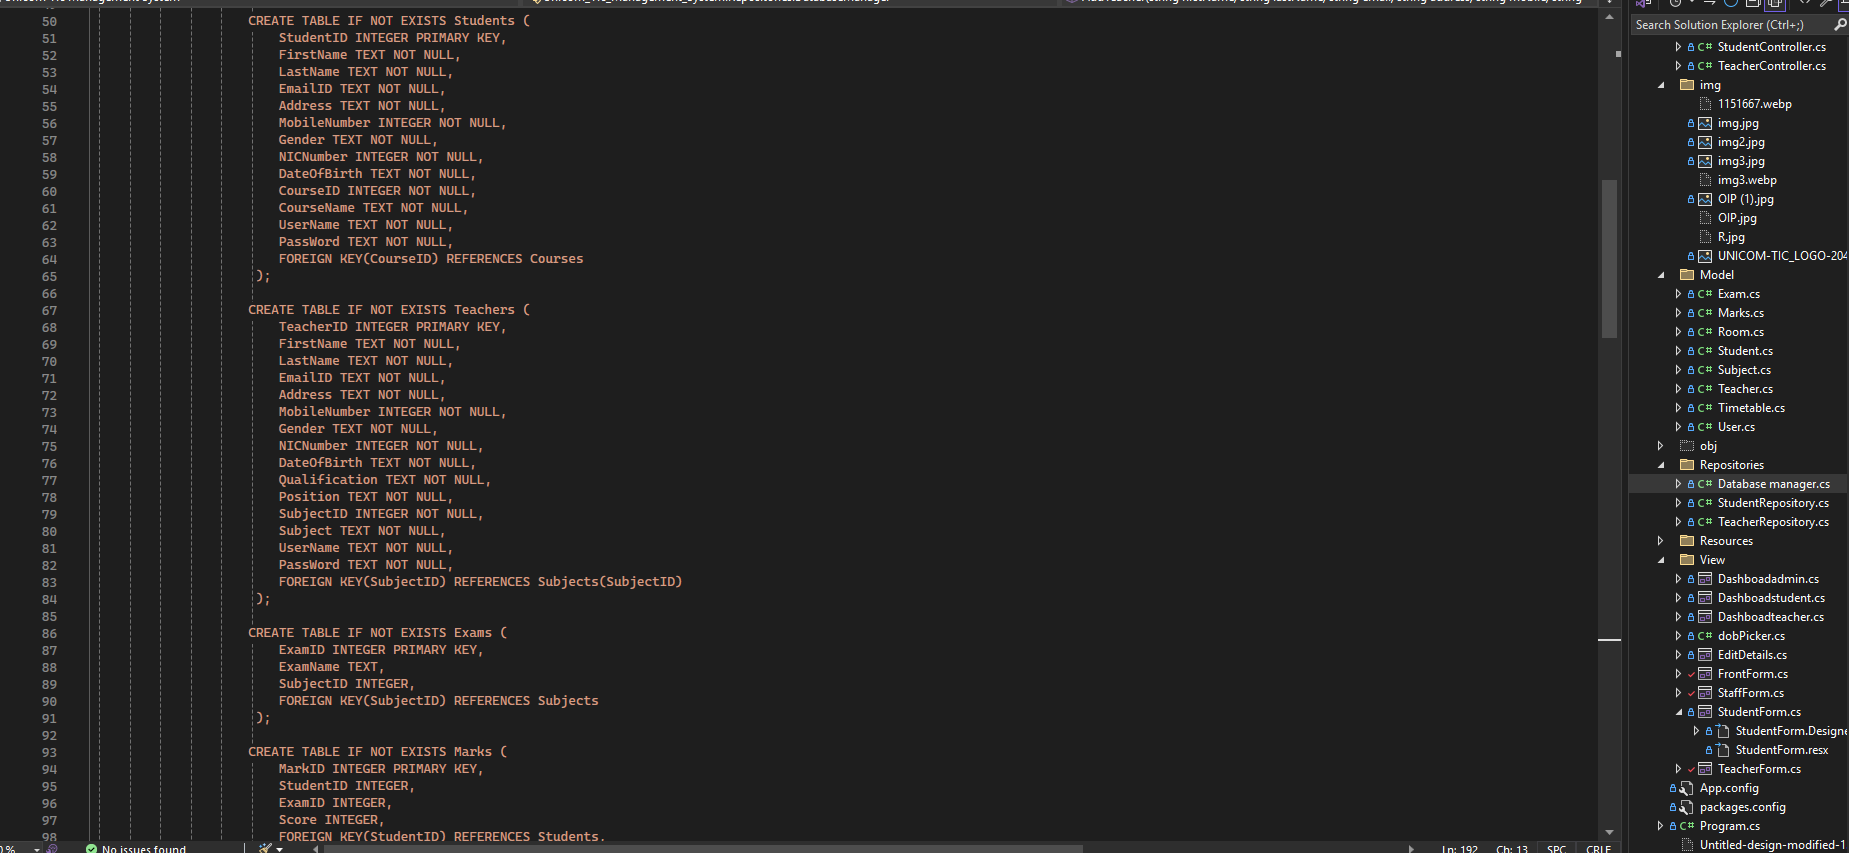 50 CREATE TABLE IF NOT EXISTS Students (
51 StudentID INTEGER PRIMARY KEY,
52 FirstName TEXT NOT NULL,
53 LastName TEXT NOT NULL,
54 EmailID TEXT NOT NULL,
55 Address TEXT NOT NULL,
56 MobileNumber INTEGER NOT NULL,
57 Gender TEXT NOT NULL,
58 NICNumber INTEGER NOT NULL,
59 DateOfBirth TEXT NOT NULL,
60 CourseID INTEGER NOT NULL,
61 CourseName TEXT NOT NULL,
62 UserName TEXT NOT NULL,
63 PassWord TEXT NOT NULL,
64 FOREIGN KEY(CourseID) REFERENCES Courses
65 );
66
67 CREATE TABLE IF NOT EXISTS Teachers (
68 TeacherID INTEGER PRIMARY KEY,
69 FirstName TEXT NOT NULL,
70 LastName TEXT NOT NULL,
71 EmailID TEXT NOT NULL,
72 Address TEXT NOT NULL,
73 MobileNumber INTEGER NOT NULL,
74 Gender TEXT NOT NULL,
75 NICNumber INTEGER NOT NULL,
76 DateOfBirth TEXT NOT NULL,
77 Qualification TEXT NOT NULL,
78 Position TEXT NOT NULL,
79 SubjectID INTEGER NOT NULL,
80 Subject TEXT NOT NULL,
81 UserName TEXT NOT NULL,
82 PassWord TEXT NOT NULL,
83 FOREIGN KEY(SubjectID) REFERENCES Subjects(SubjectID)
84 );
85
86 CREATE TABLE IF NOT EXISTS Exams (
87 ExamID INTEGER PRIMARY KEY,
88 ExamName TEXT,
89 SubjectID INTEGER,
90 FOREIGN KEY(SubjectID) REFERENCES Subjects
91 );
92
93 CREATE TABLE IF NOT EXISTS Marks (
94 MarkID INTEGER PRIMARY KEY,
95 StudentID INTEGER,
96 ExamID INTEGER,
97 Score INTEGER,
98 FOREIGN KEY(StudentID) REFERENCES Students,
No issues found
Ln: 192 Ch: 13 SPC CRLF
Search Solution Explorer (Ctrl+;)
C# StudentController.cs
C# TeacherController.cs
img
1151667.webp
img.jpg
img2.jpg
img3.jpg
img3.webp
OIP (1).jpg
OIP.jpg
R.jpg
UNICOM-TIC_LOGO-204
Model
C# Exam.cs
C# Marks.cs
C# Room.cs
C# Student.cs
C# Subject.cs
C# Teacher.cs
C# Timetable.cs
C# User.cs
obj
Repositories
C# Database manager.cs
C# StudentRepository.cs
C# TeacherRepository.cs
Resources
View
Dashboadadmin.cs
Dashboadstudent.cs
Dashboadteacher.cs
C# dobPicker.cs
EditDetails.cs
FrontForm.cs
StaffForm.cs
StudentForm.cs
StudentForm.Designe
StudentForm.resx
TeacherForm.cs
App.config
packages.config
C# Program.cs
Untitled-design-modified-1